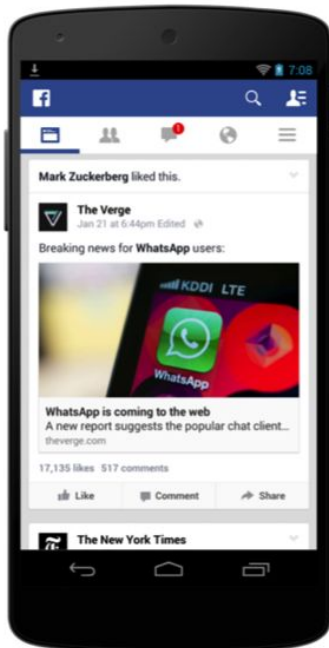 7:08
1
Mark Zuckerberg liked this.
The Verge
Jan 21 at 6:44pm Edited
Breaking news for WhatsApp users:
KDDI LTE
WhatsApp
WhatsApp is coming to the web
A new report suggests the popular chat client...
theverge.com
17,135 likes 517 comments
Like Comment Share
The New York Times